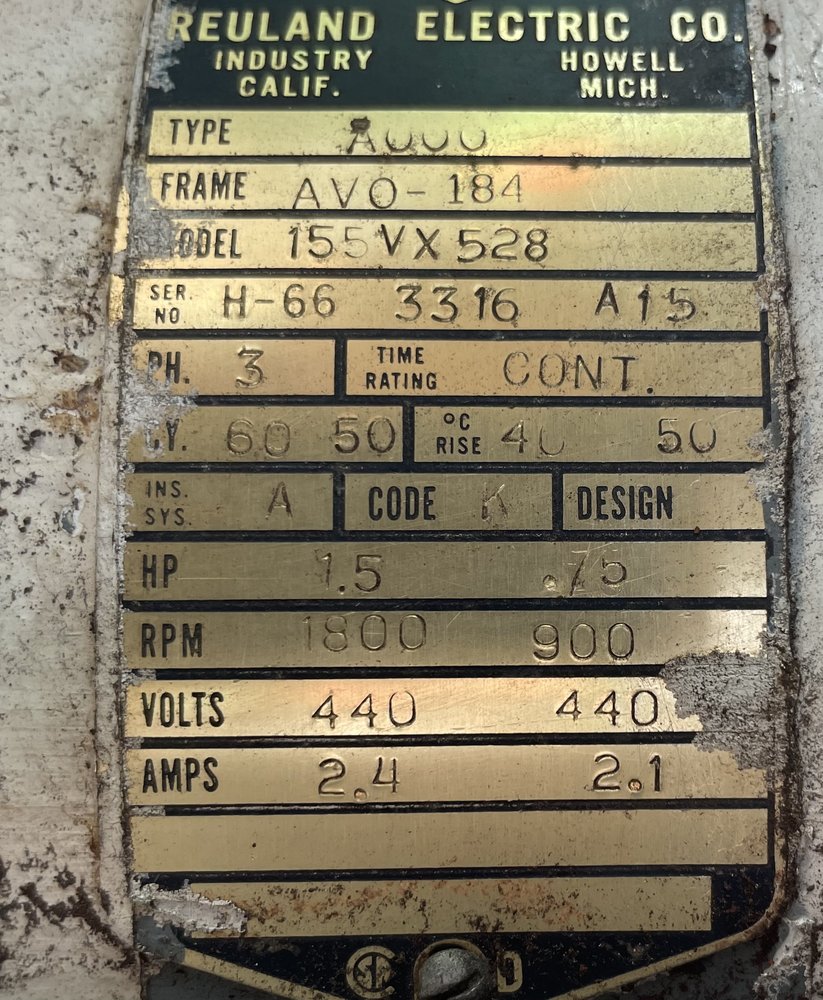 REULAND ELECTRIC CO.
INDUSTRY CALIF. HOWELL MICH.
TYPE
FRAME AVO-184
MODEL 155VX528
SER. NO. H-66 3316 A15
PH. 3 TIME RATING CONT.
CY. 60 50 °C RISE 40 50
INS. SYS. A CODE K DESIGN
HP 1.5 .75
RPM 1800 900
VOLTS 440 440
AMPS 2.4 2.1